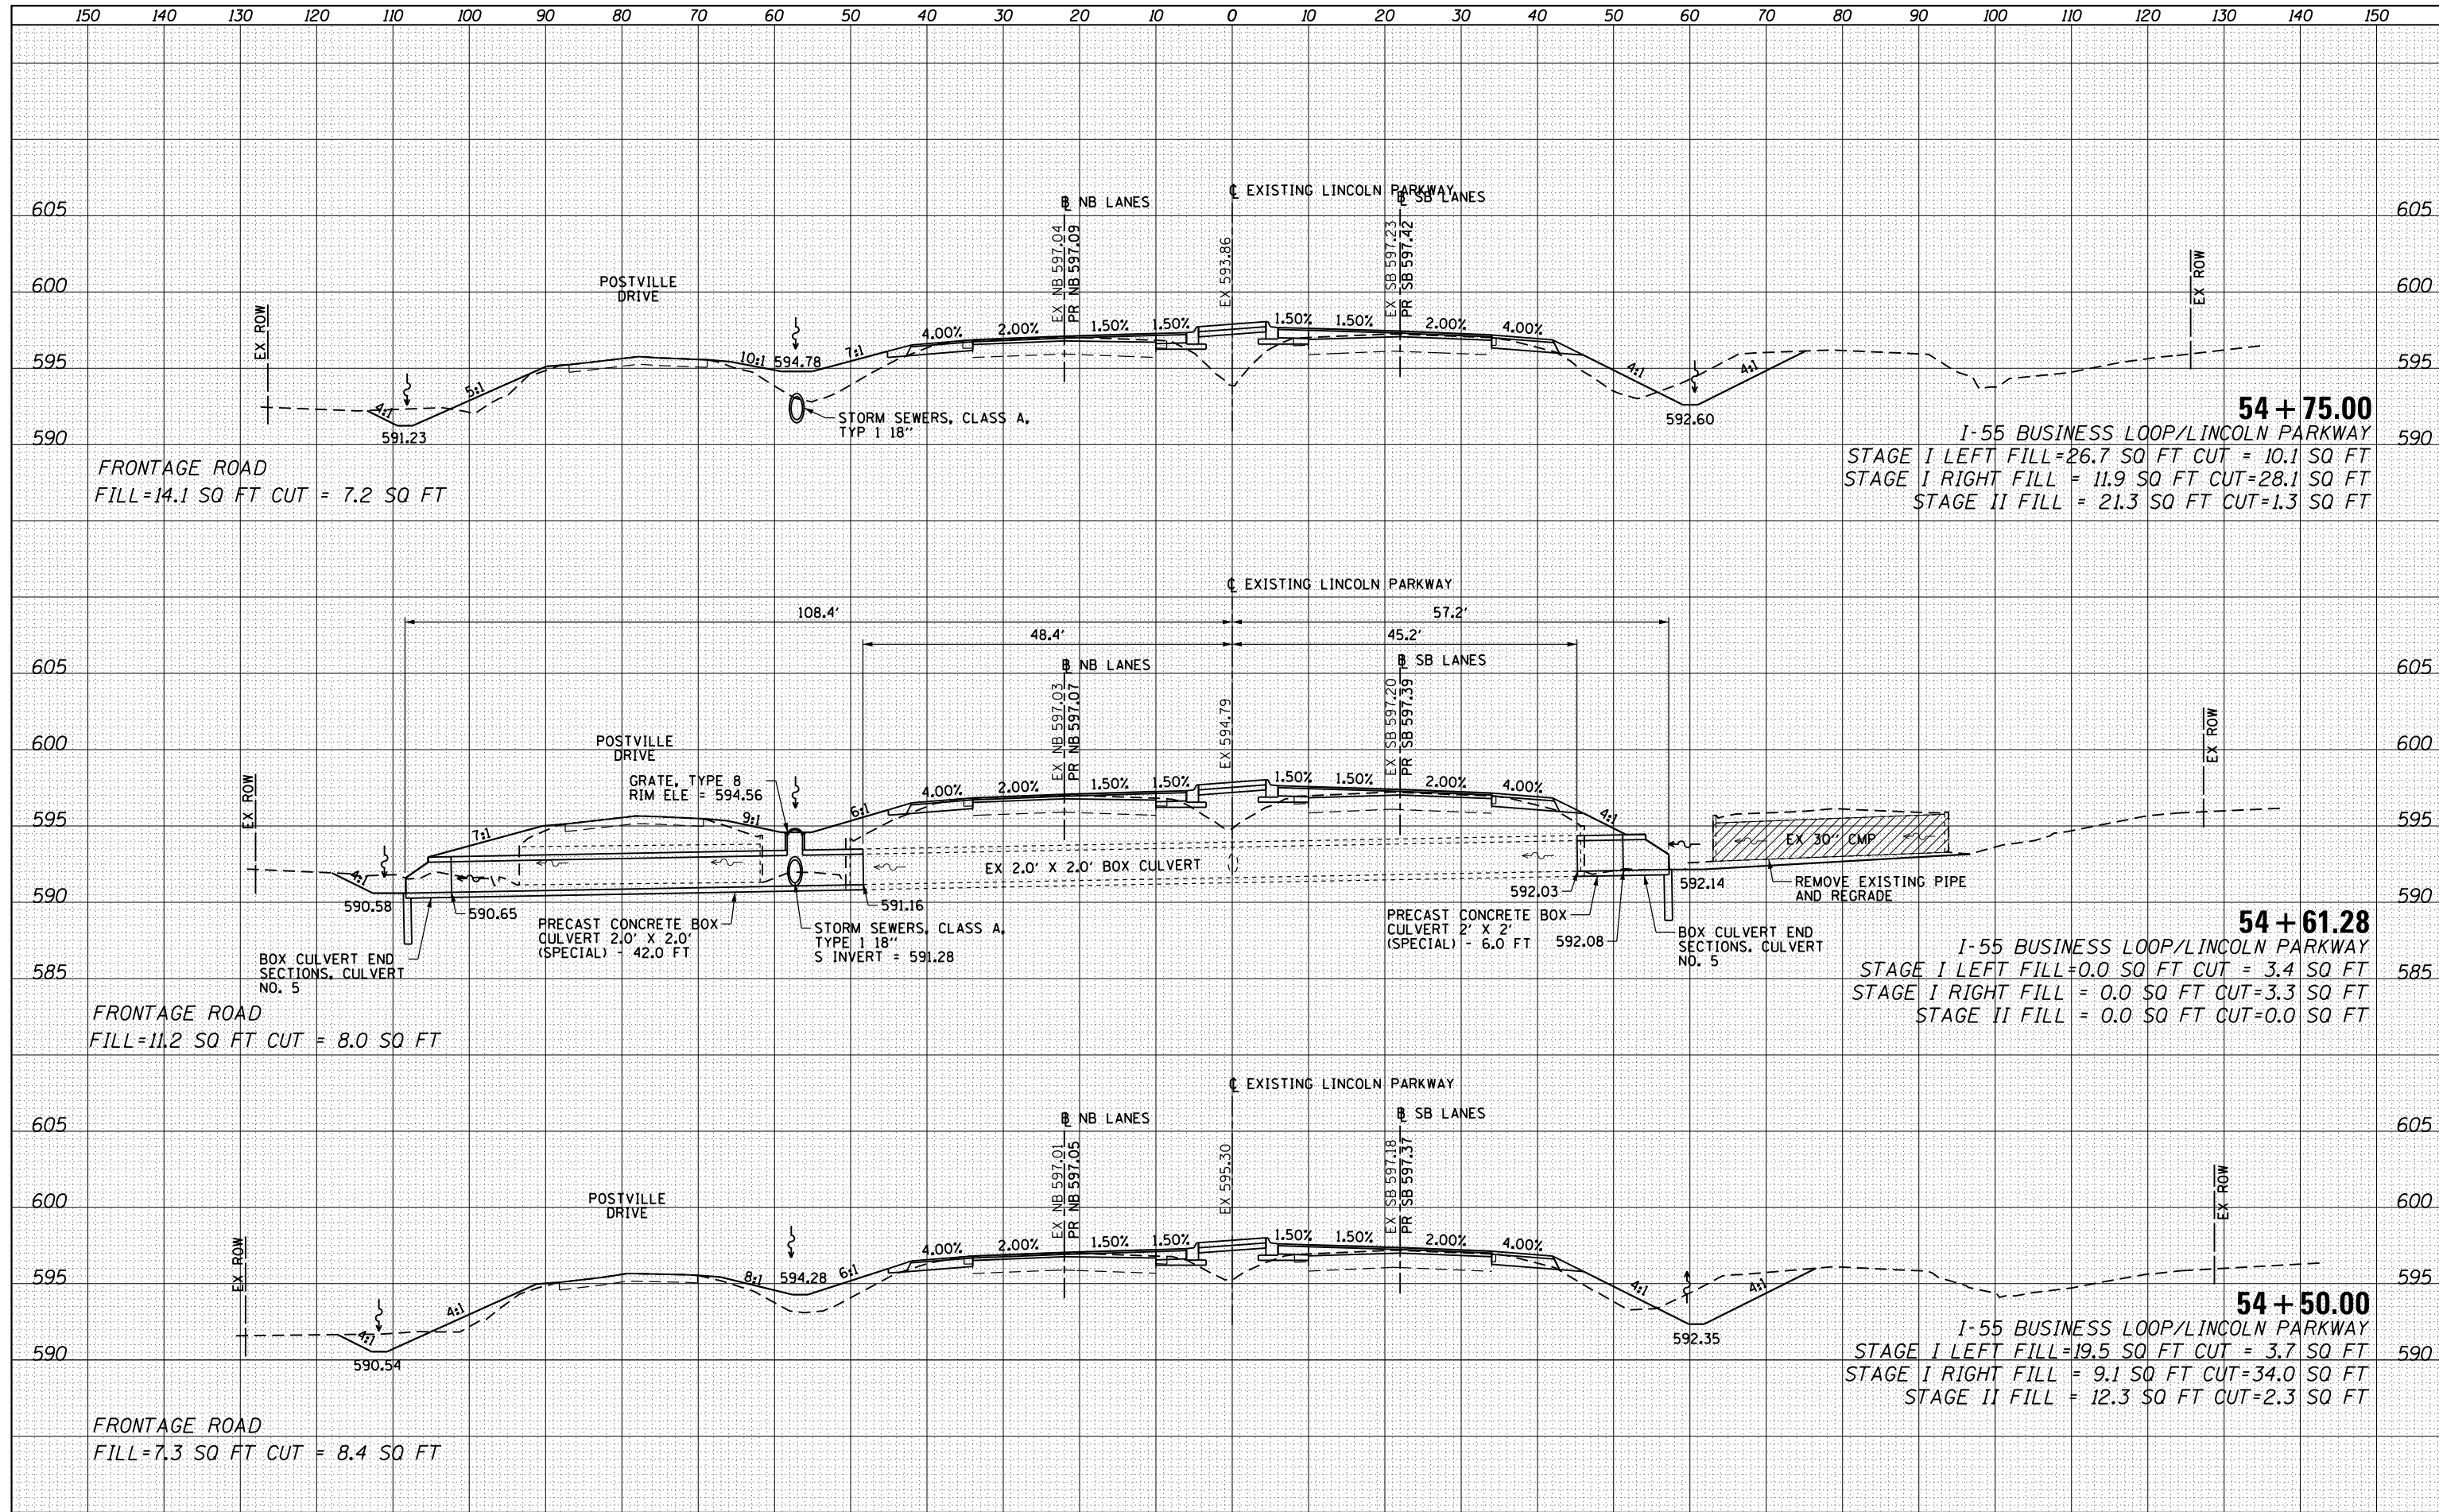 150 140 130 120 110 100 90 80 70 60 50 40 30 20 10 0 10 20 30 40 50 60 70 80 90 100 110 120 130 140 150
℄ EXISTING LINCOLN PARKWAY
℄ NB LANES
℄ SB LANES
605
605
EX NB 597.04
PR NB 597.09
EX 593.86
EX SB 597.23
PR SB 597.42
600
600
POSTVILLE
DRIVE
EX ROW
EX ROW
595
595
4:1
5:1
10:1
594.78
7:1
4.00%
2.00%
1.50%
1.50%
1.50%
1.50%
2.00%
4.00%
4:1
4:1
591.23
STORM SEWERS, CLASS A,
TYP 1 18"
592.60
590
590
54+75.00
I-55 BUSINESS LOOP/LINCOLN PARKWAY
STAGE I LEFT FILL=26.7 SQ FT CUT = 10.1 SQ FT
STAGE I RIGHT FILL = 11.9 SQ FT CUT=28.1 SQ FT
STAGE II FILL = 21.3 SQ FT CUT=1.3 SQ FT
FRONTAGE ROAD
FILL=14.1 SQ FT CUT = 7.2 SQ FT
℄ EXISTING LINCOLN PARKWAY
108.4'
57.2'
48.4'
45.2'
℄ NB LANES
℄ SB LANES
605
605
EX NB 597.03
PR NB 597.07
EX 594.79
EX SB 597.20
PR SB 597.39
600
600
POSTVILLE
DRIVE
GRATE, TYPE 8
RIM ELE = 594.56
EX ROW
EX ROW
595
595
4:1
7:1
9:1
6:1
4.00%
2.00%
1.50%
1.50%
1.50%
1.50%
2.00%
4.00%
4:1
EX 30" CMP
EX 2.0' X 2.0' BOX CULVERT
590
590
590.58
590.65
591.16
592.03
592.08
592.14
REMOVE EXISTING PIPE
AND REGRADE
PRECAST CONCRETE BOX
CULVERT 2.0' X 2.0'
(SPECIAL) - 42.0 FT
STORM SEWERS, CLASS A,
TYPE 1 18"
S INVERT = 591.28
PRECAST CONCRETE BOX
CULVERT 2' X 2'
(SPECIAL) - 6.0 FT
BOX CULVERT END
SECTIONS, CULVERT
NO. 5
BOX CULVERT END
SECTIONS, CULVERT
NO. 5
585
585
54+61.28
I-55 BUSINESS LOOP/LINCOLN PARKWAY
STAGE I LEFT FILL=0.0 SQ FT CUT = 3.4 SQ FT
STAGE I RIGHT FILL = 0.0 SQ FT CUT=3.3 SQ FT
STAGE II FILL = 0.0 SQ FT CUT=0.0 SQ FT
FRONTAGE ROAD
FILL=11.2 SQ FT CUT = 8.0 SQ FT
℄ EXISTING LINCOLN PARKWAY
℄ NB LANES
℄ SB LANES
605
605
EX NB 597.01
PR NB 597.05
EX 595.30
EX SB 597.18
PR SB 597.37
600
600
POSTVILLE
DRIVE
EX ROW
EX ROW
595
595
4:1
4:1
8:1
594.28
6:1
4.00%
2.00%
1.50%
1.50%
1.50%
1.50%
2.00%
4.00%
4:1
4:1
590.54
592.35
590
590
54+50.00
I-55 BUSINESS LOOP/LINCOLN PARKWAY
STAGE I LEFT FILL=19.5 SQ FT CUT = 3.7 SQ FT
STAGE I RIGHT FILL = 9.1 SQ FT CUT=34.0 SQ FT
STAGE II FILL = 12.3 SQ FT CUT=2.3 SQ FT
FRONTAGE ROAD
FILL=7.3 SQ FT CUT = 8.4 SQ FT